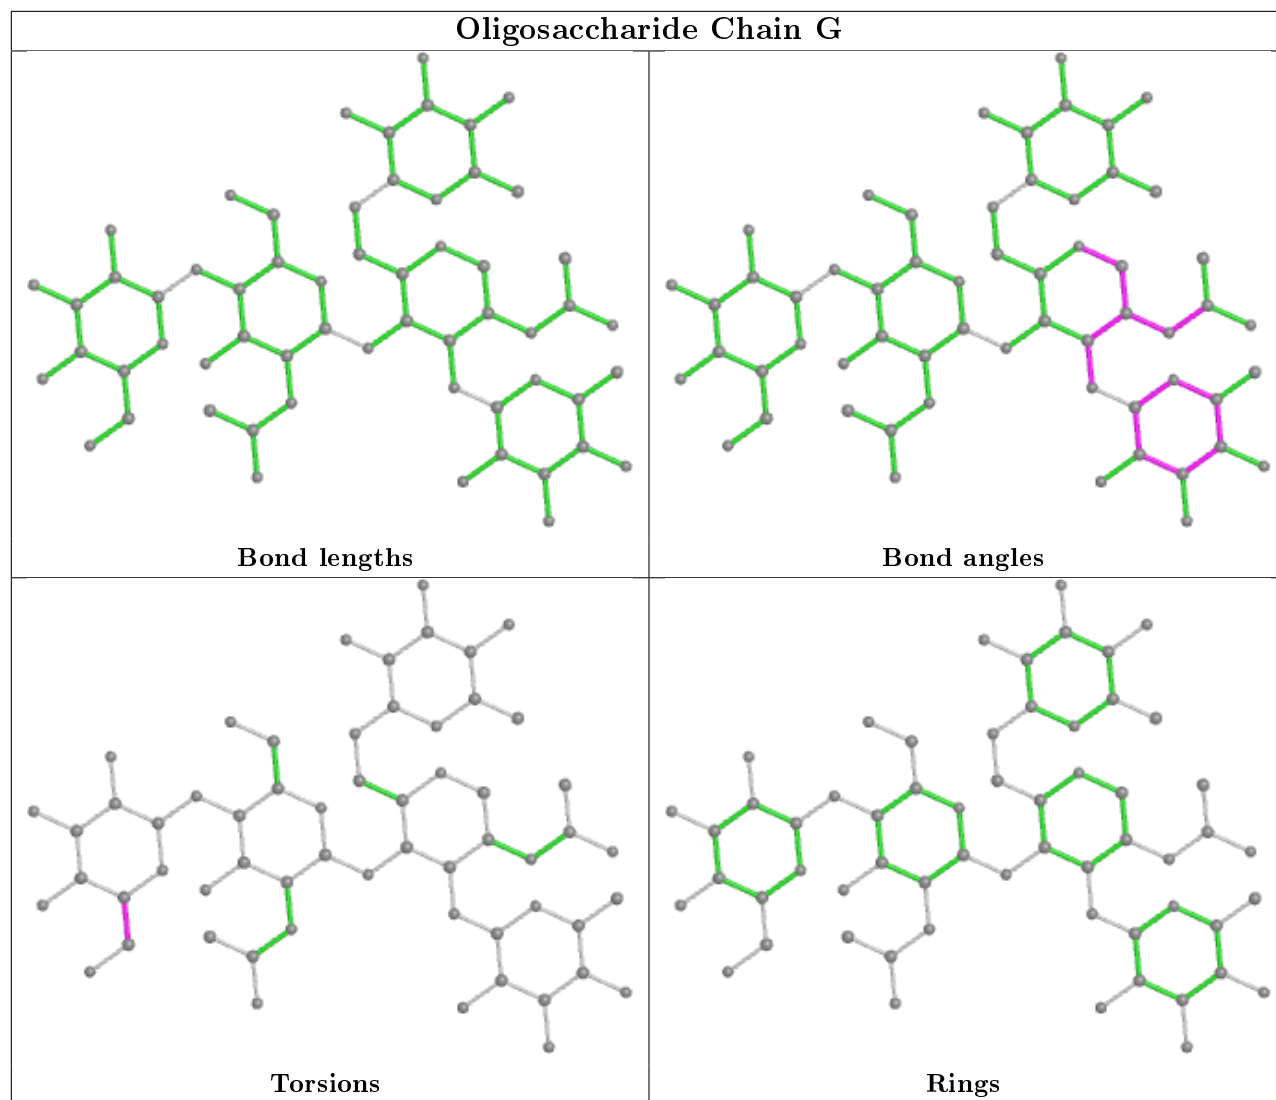 Oligosaccharide Chain G
Bond lengths
Bond angles
Torsions
Rings